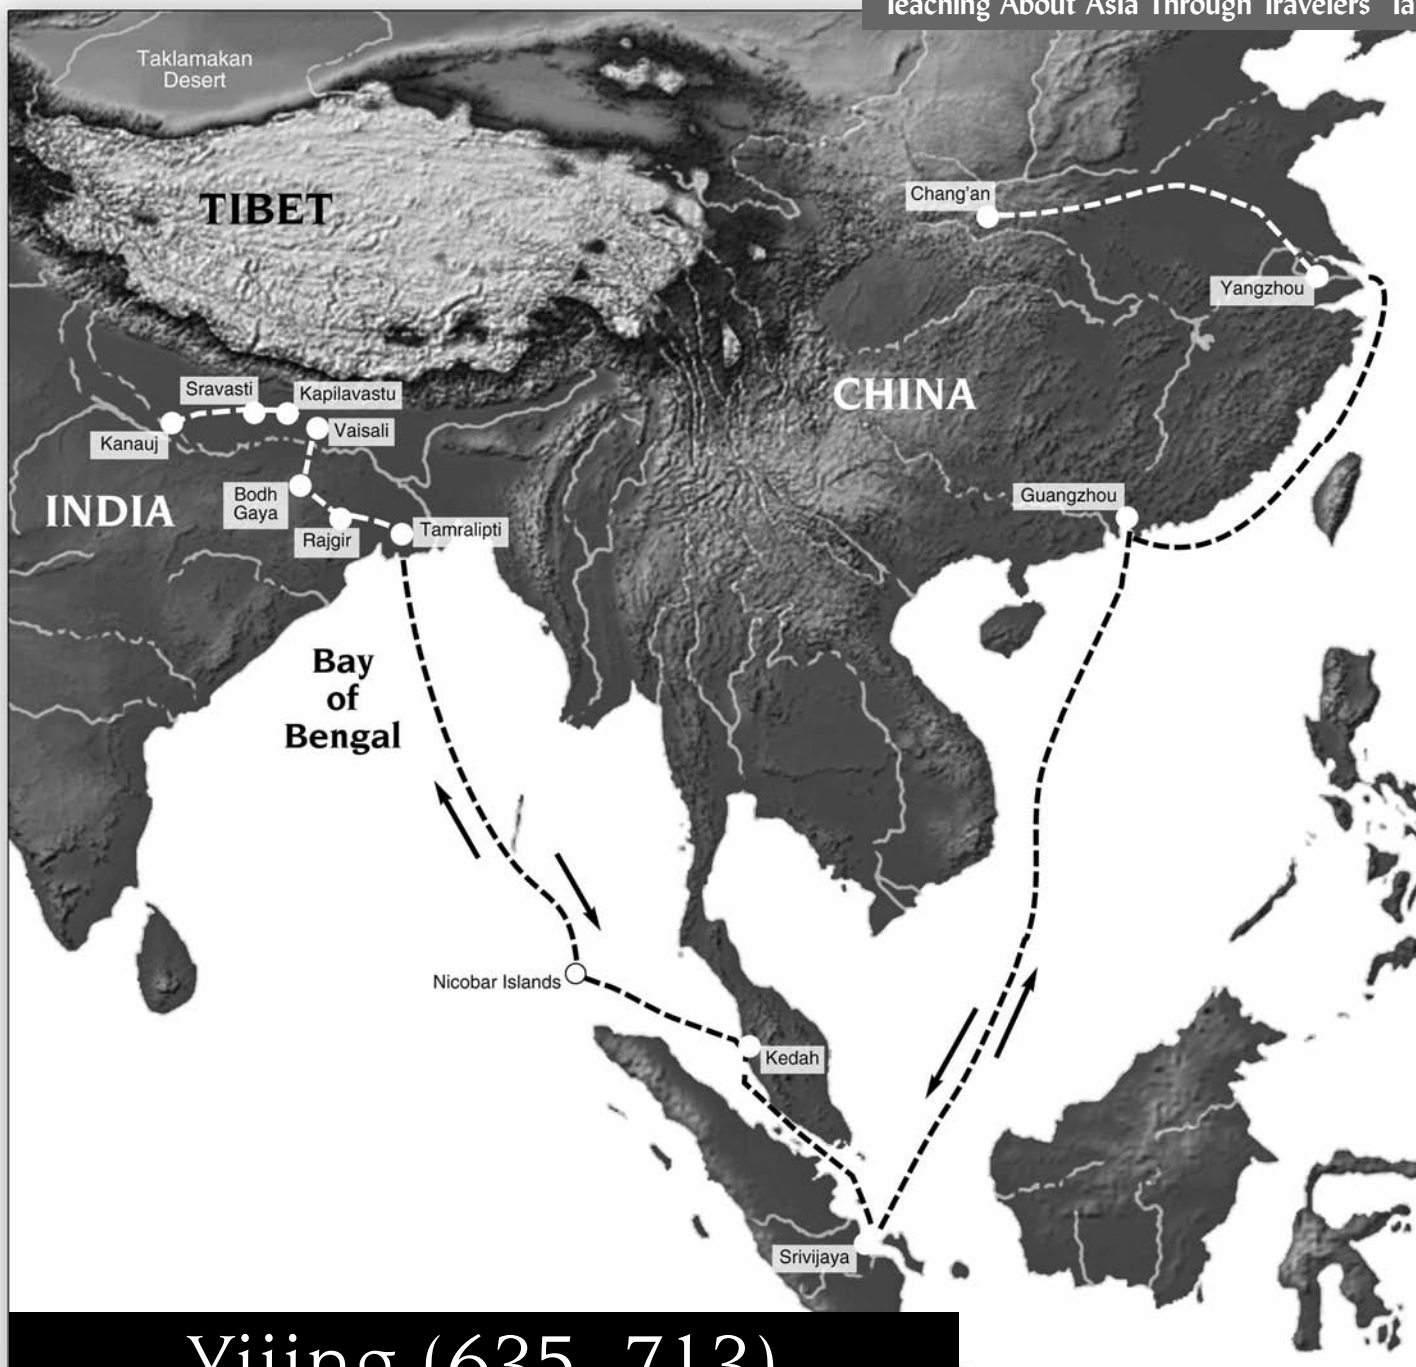 Teaching About Asia Through Travelers' Ta
Taklamakan
Desert
TIBET
Chang'an
Yangzhou
CHINA
Sravasti
Kapilavastu
Kanauj
Vaisali
INDIA
Bodh
Gaya
Rajgir
Tamralipti
Guangzhou
Bay
of
Bengal
Nicobar Islands
Kedah
Srivijaya
Yijing (635–713)